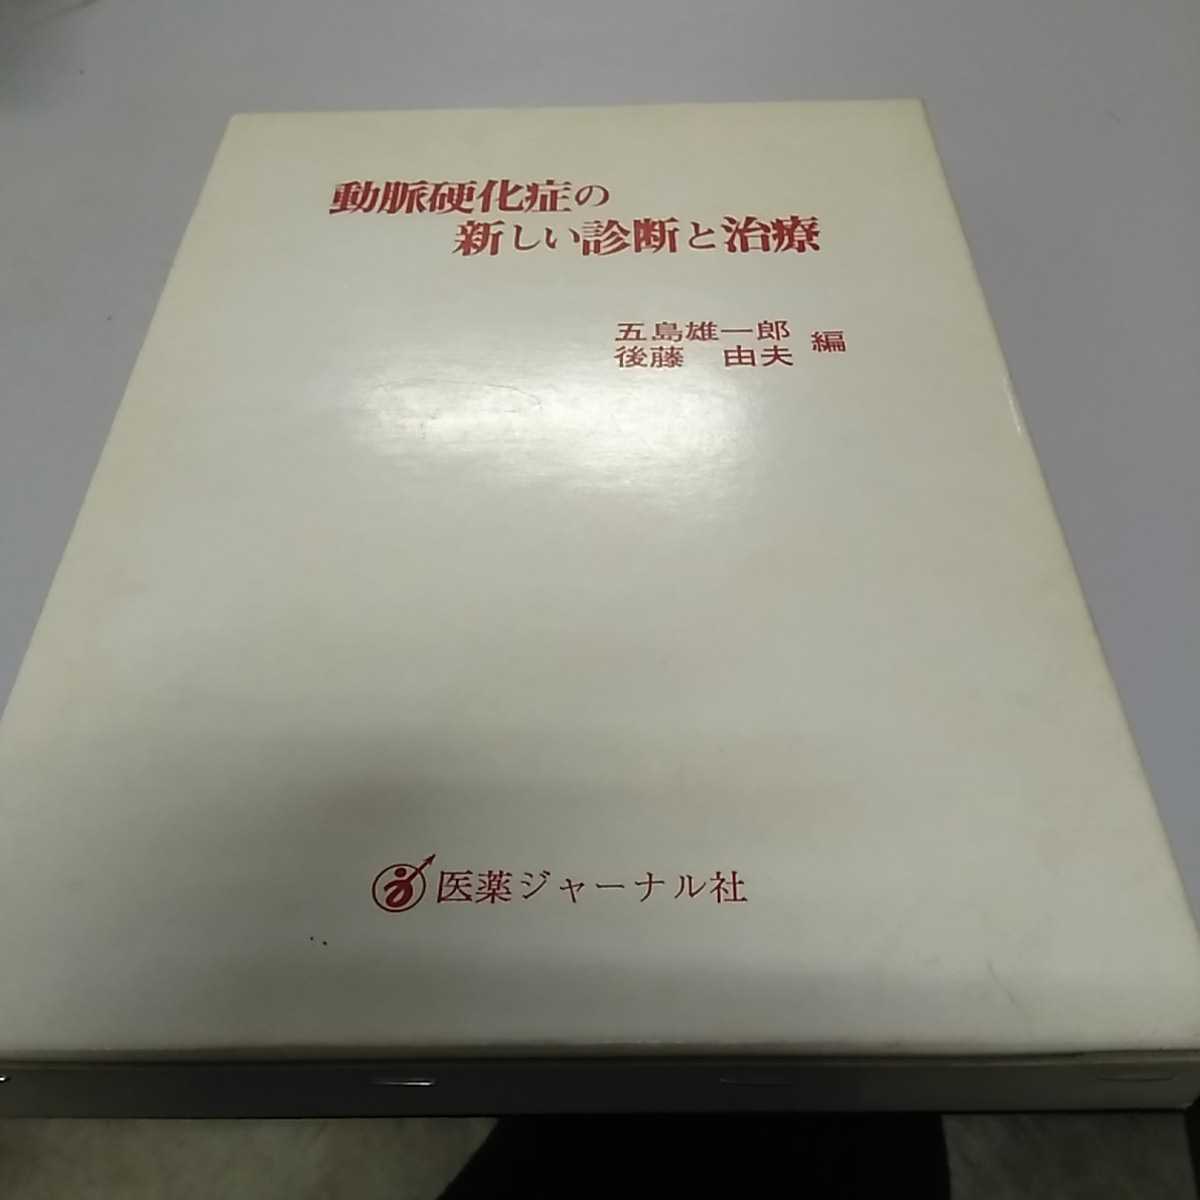 動脈硬化症の
新しい診断と治療
五島雄一郎
後藤 由夫 編
医薬ジャーナル社